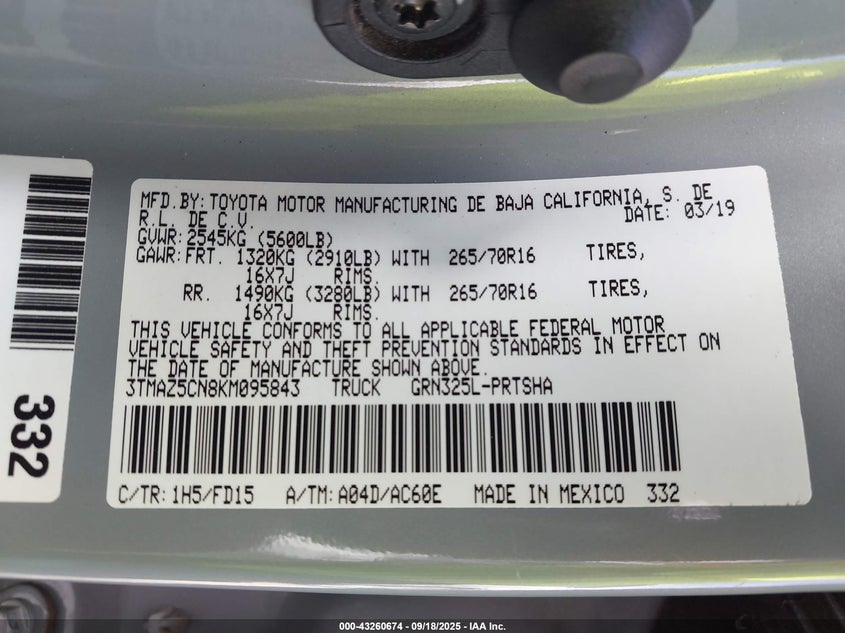 MFD.BY: TOYOTA MOTOR MANUFACTURING DE BAJA CALIFORNIA, S. DE
R.L. DE C.V. DATE: 03/19
GVWR: 2545KG (5600LB)
GAWR: FRT. 1320KG (2910LB) WITH 265/70R16 TIRES,
16X7J RIMS.
RR. 1490KG (3280LB) WITH 265/70R16 TIRES,
16X7J RIMS.
THIS VEHICLE CONFORMS TO ALL APPLICABLE FEDERAL MOTOR
VEHICLE SAFETY AND THEFT PREVENTION STANDARDS IN EFFECT ON
THE DATE OF MANUFACTURE SHOWN ABOVE.
3TMAZ5CN8KM095843 TRUCK GRN325L-PRTSHA
C/TR: 1H5/FD15 A/TM: A04D/AC60E MADE IN MEXICO 332
332
000-43260674 - 09/18/2025 - IAA Inc.